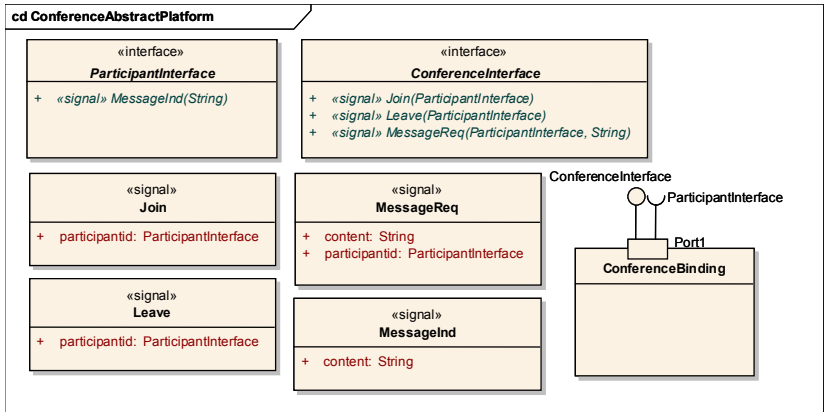 cd ConferenceAbstractPlatform
«interface»
ParticipantInterface
+ «signal» MessageInd(String)
«interface»
ConferenceInterface
+ «signal» Join(ParticipantInterface)
+ «signal» Leave(ParticipantInterface)
+ «signal» MessageReq(ParticipantInterface, String)
«signal»
Join
+ participantid: ParticipantInterface
«signal»
MessageReq
+ content: String
+ participantid: ParticipantInterface
ConferenceInterface
ParticipantInterface
Port1
ConferenceBinding
«signal»
Leave
+ participantid: ParticipantInterface
«signal»
MessageInd
+ content: String